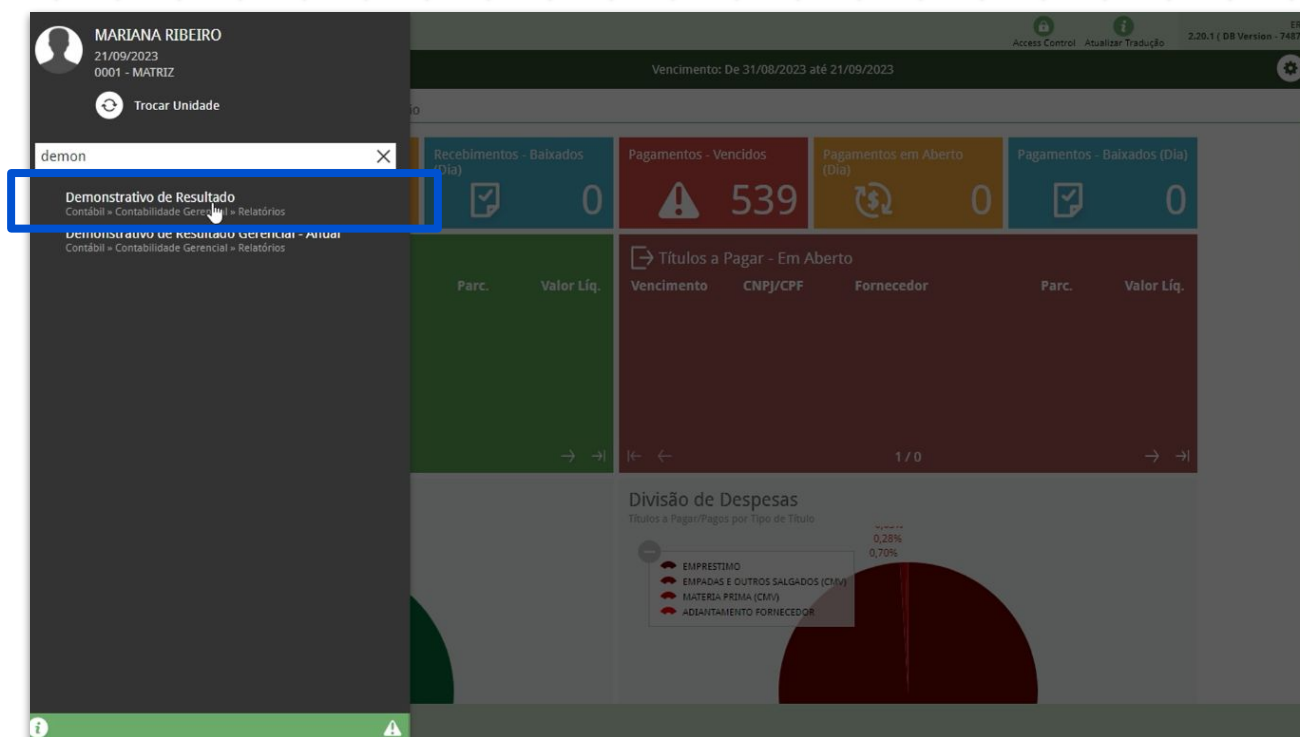 MARIANA RIBEIRO
21/09/2023
0001 - MATRIZ
Trocar Unidade
demon
Demonstrativo de Resultado
Contábil » Contabilidade Gerencial » Relatórios
Demonstrativo de Resultado Gerencial - Anual
Contábil » Contabilidade Gerencial » Relatórios
Access Control
Atualizar Tradução
2.20.1 ( DB Version - 7487
Vencimento: De 31/08/2023 até 21/09/2023
Recebimentos - Baixados (Dia)
0
Pagamentos - Vencidos
539
Pagamentos em Aberto (Dia)
0
Pagamentos - Baixados (Dia)
0
Parc. Valor Líq.
Títulos a Pagar - Em Aberto
Vencimento CNPJ/CPF Fornecedor Parc. Valor Líq.
1 / 0
Divisão de Despesas
Títulos a Pagar/Pagos por Tipo de Título
0,28%
0,70%
EMPRESTIMO
EMPADAS E OUTROS SALGADOS (CMV)
MATERIA PRIMA (CMV)
ADIANTAMENTO FORNECEDOR